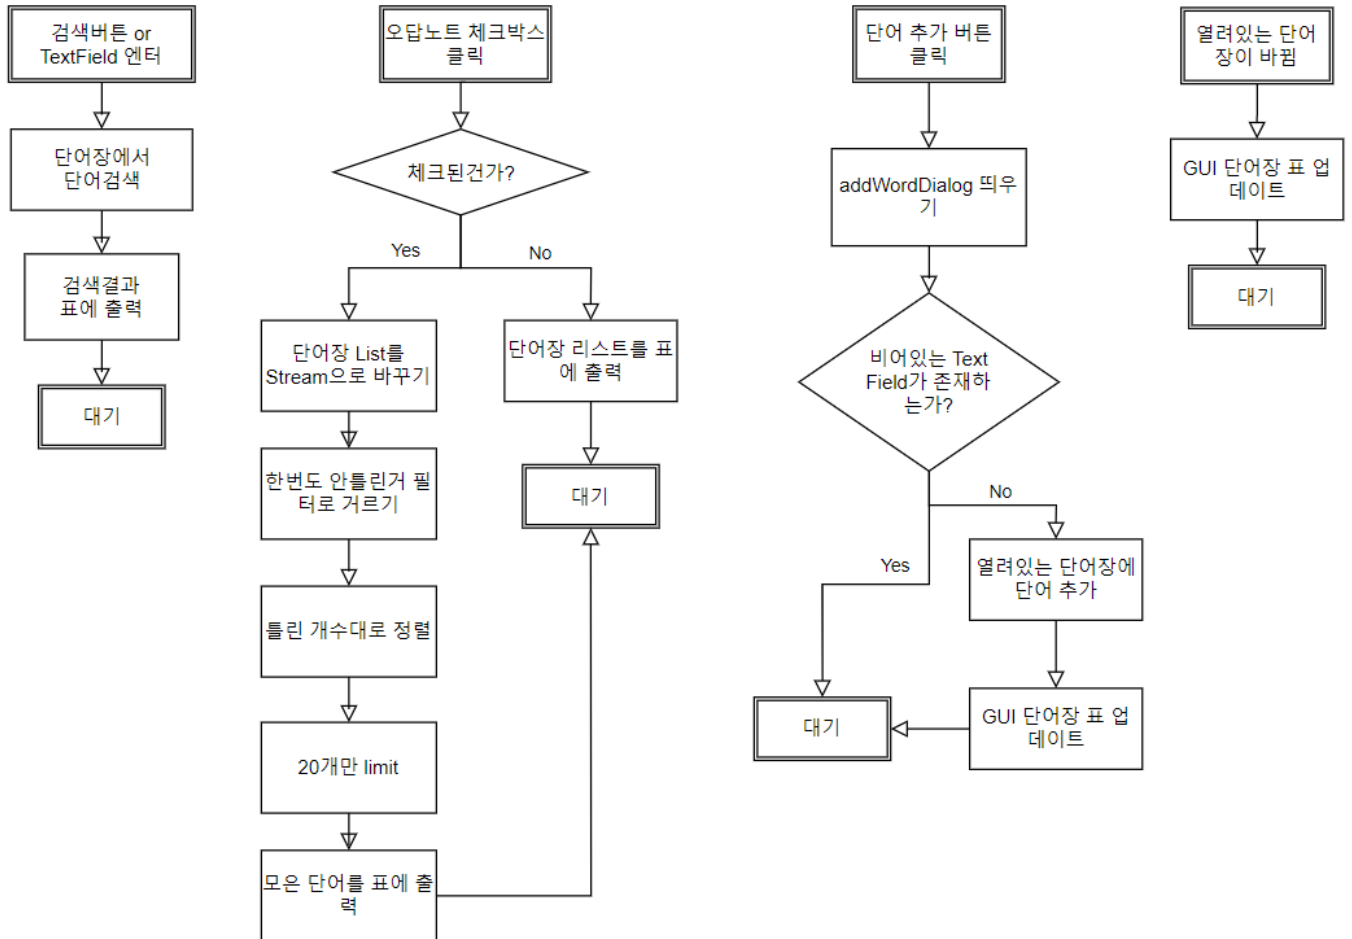 검색버튼 or
TextField 엔터
단어장에서
단어검색
검색결과
표에 출력
대기
오답노트 체크박스
클릭
체크된건가?
Yes
No
단어장 List를
Stream으로 바꾸기
한번도 안틀린거 필
터로 거르기
틀린 개수대로 정렬
20개만 limit
모은 단어를 표에 출
력
단어장 리스트를 표
에 출력
대기
단어 추가 버튼
클릭
addWordDialog 띄우
기
비어있는 Text
Field가 존재하
는가?
No
Yes
열려있는 단어장에
단어 추가
GUI 단어장 표 업
데이트
대기
열려있는 단어
장이 바뀜
GUI 단어장 표 업
데이트
대기